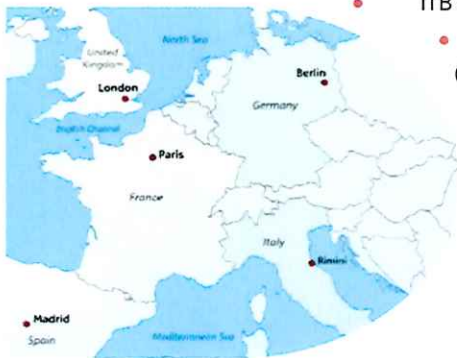 North Sea
United
Kingdom
London
Berlin
Germany
English Channel
Paris
France
Italy
Rimini
Madrid
Spain
Mediterranean Sea